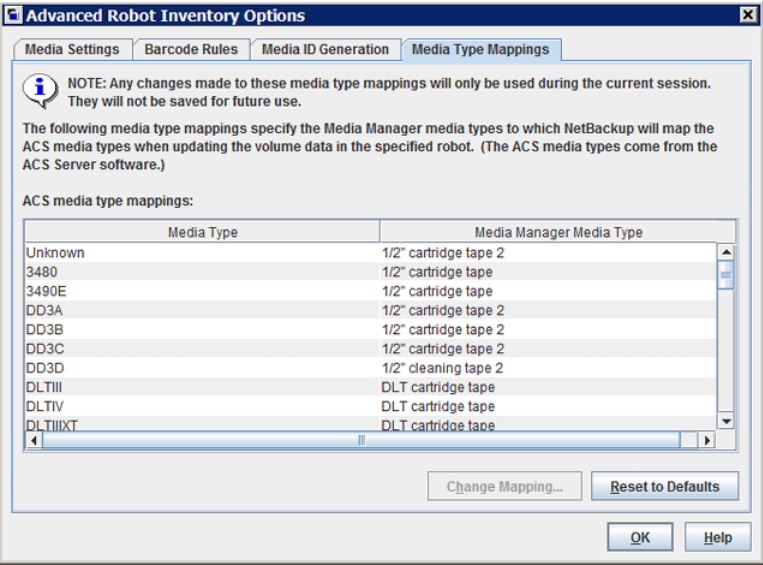 Advanced Robot Inventory Options
Media Settings Barcode Rules Media ID Generation Media Type Mappings
NOTE: Any changes made to these media type mappings will only be used during the current session.
They will not be saved for future use.
The following media type mappings specify the Media Manager media types to which NetBackup will map the
ACS media types when updating the volume data in the specified robot. (The ACS media types come from the
ACS Server software.)
ACS media type mappings:
Media Type Media Manager Media Type
Unknown 1/2" cartridge tape 2
3480 1/2" cartridge tape
3490E 1/2" cartridge tape
DD3A 1/2" cartridge tape 2
DD3B 1/2" cartridge tape 2
DD3C 1/2" cartridge tape 2
DD3D 1/2" cleaning tape 2
DLTIII DLT cartridge tape
DLTIV DLT cartridge tape
DLTIIIXT DLT cartridge tape
Change Mapping... Reset to Defaults
OK Help